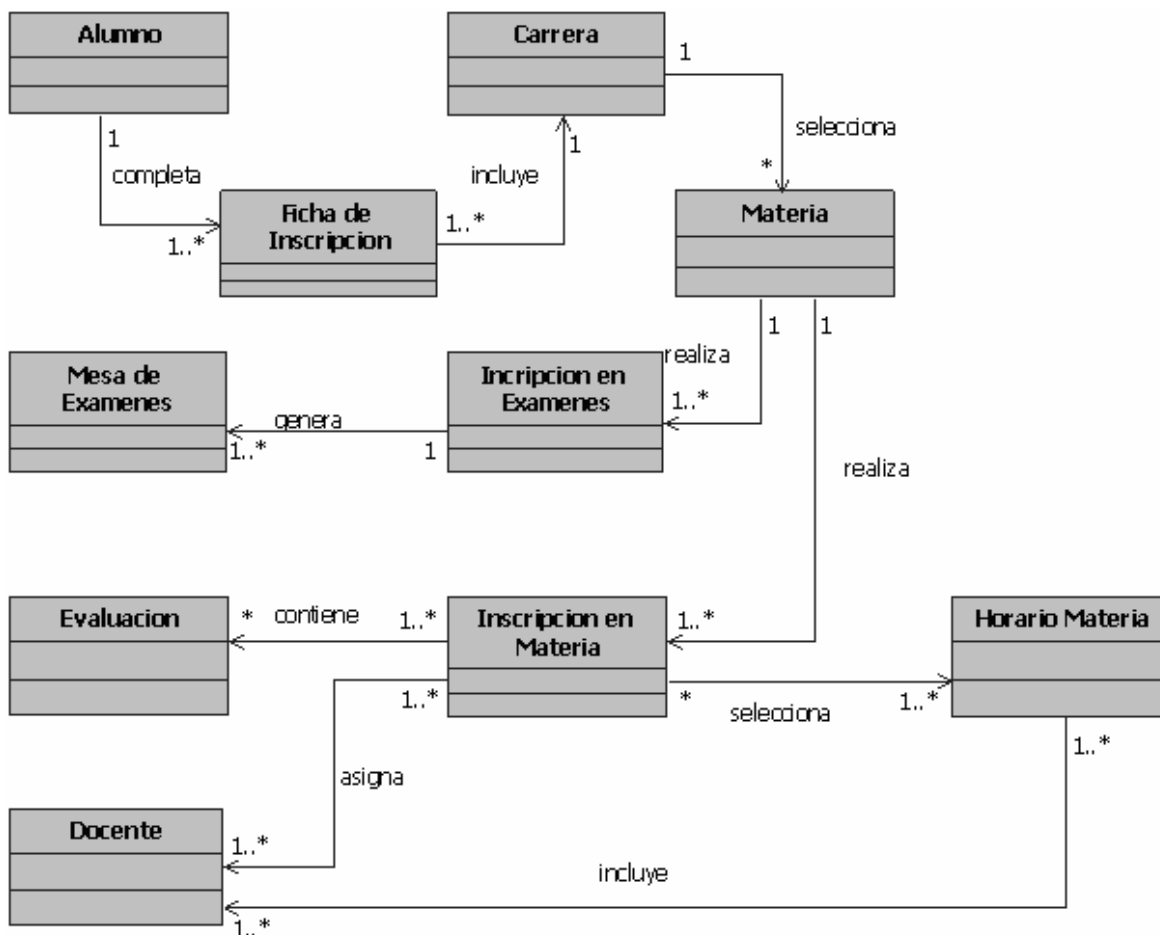 Alumno
Carrera
1
1
completa
incluye
1
selecciona
*
Ficha de
Inscripcion
1..*
1..*
Materia
1
1
realiza
Mesa de
Examenes
Incripcion en
Examenes
1..*
genera
1..*
1
realiza
Evaluacion
*
contiene
1..*
Inscripcion en
Materia
1..*
Horario Materia
1..*
*
selecciona
1..*
1..*
asigna
Docente
1..*
incluye
1..*